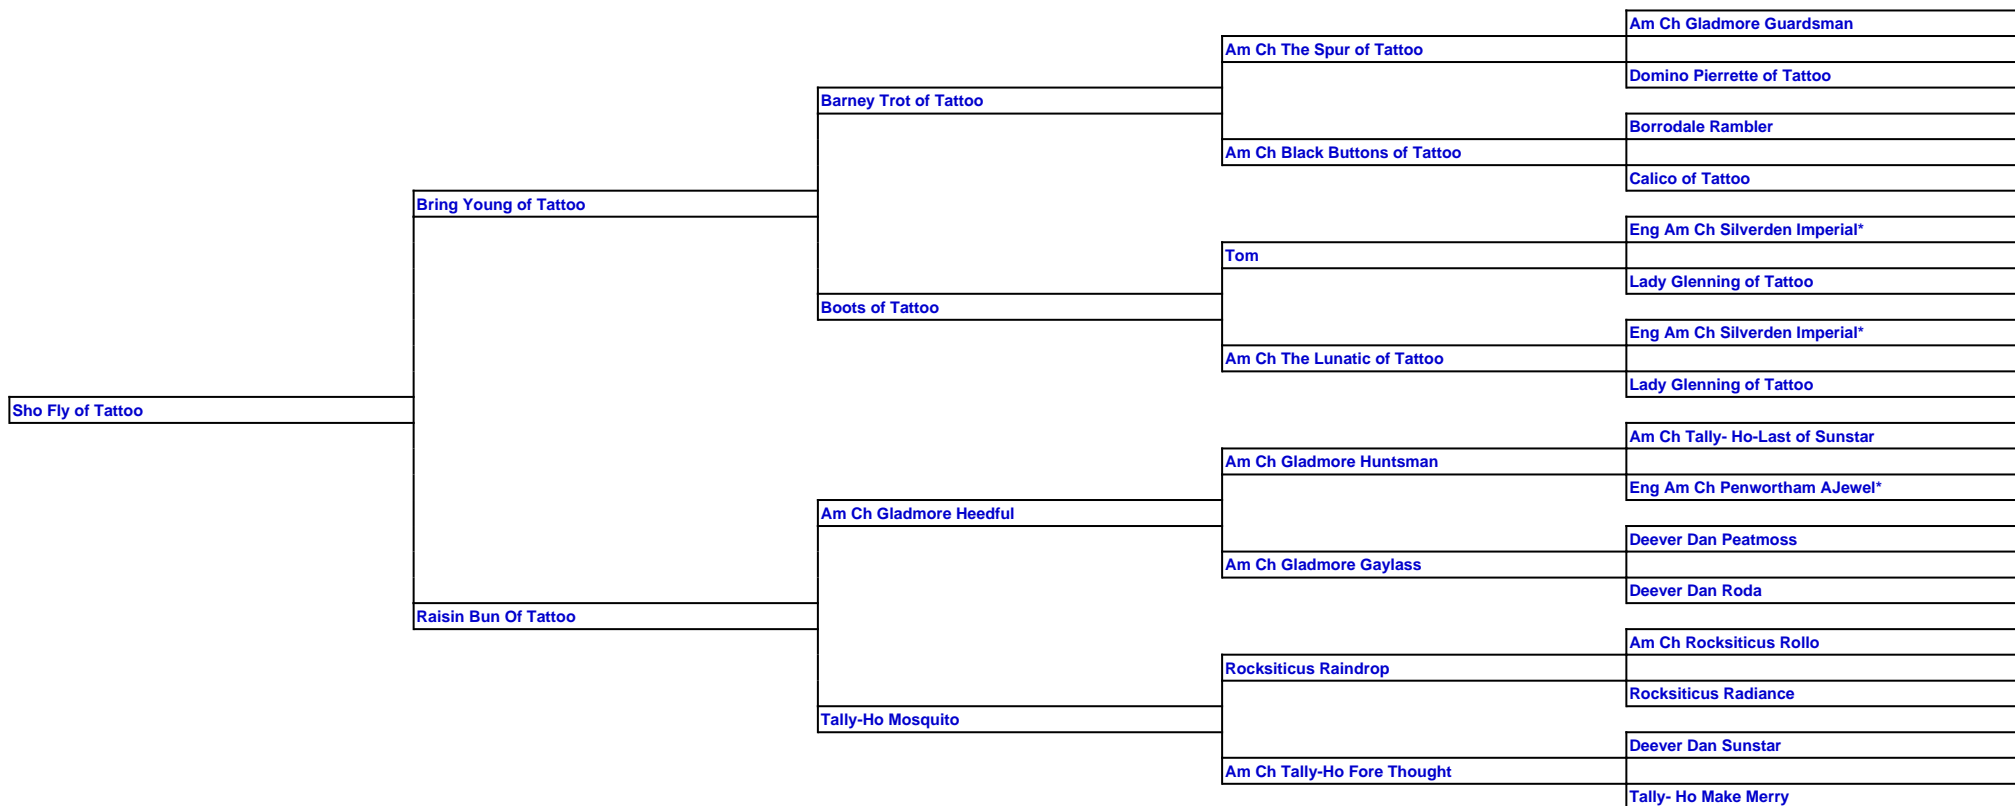 Am Ch Gladmore Guardsman
Am Ch The Spur of Tattoo
Domino Pierrette of Tattoo
Barney Trot of Tattoo
Borrodale Rambler
Am Ch Black Buttons of Tattoo
Calico of Tattoo
Bring Young of Tattoo
Eng Am Ch Silverden Imperial*
Tom
Lady Glenning of Tattoo
Boots of Tattoo
Eng Am Ch Silverden Imperial*
Am Ch The Lunatic of Tattoo
Lady Glenning of Tattoo
Sho Fly of Tattoo
Am Ch Tally- Ho-Last of Sunstar
Am Ch Gladmore Huntsman
Eng Am Ch Penwortham AJewel*
Am Ch Gladmore Heedful
Deever Dan Peatmoss
Am Ch Gladmore Gaylass
Deever Dan Roda
Raisin Bun Of Tattoo
Am Ch Rocksiticus Rollo
Rocksiticus Raindrop
Rocksiticus Radiance
Tally-Ho Mosquito
Deever Dan Sunstar
Am Ch Tally-Ho Fore Thought
Tally- Ho Make Merry